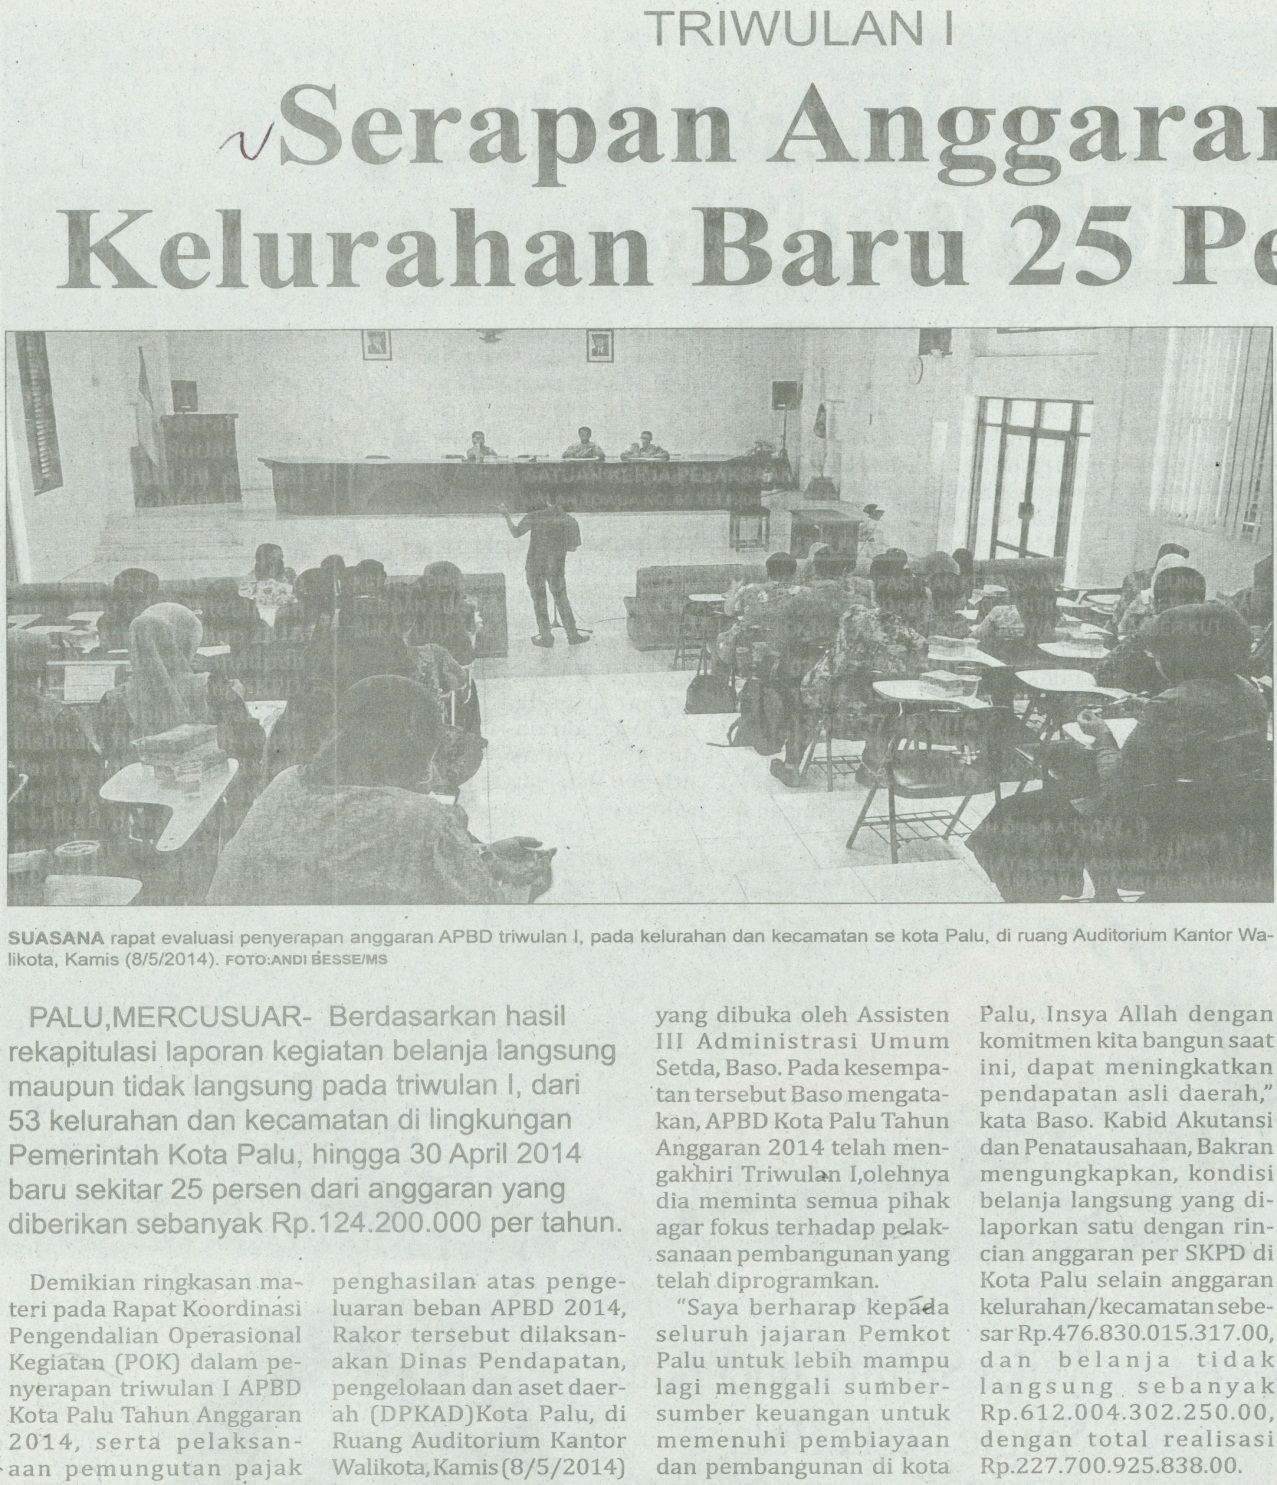 TRIWULAN I
Serapan Anggaran
Kelurahan Baru 25 Pe
SUASANA rapat evaluasi penyerapan anggaran APBD triwulan I, pada kelurahan dan kecamatan se kota Palu, di ruang Auditorium Kantor Wa-
likota, Kamis (8/5/2014). FOTO:ANDI BESSE/MS
PALU,MERCUSUAR- Berdasarkan hasil
rekapitulasi laporan kegiatan belanja langsung
maupun tidak langsung pada triwulan I, dari
53 kelurahan dan kecamatan di lingkungan
Pemerintah Kota Palu, hingga 30 April 2014
baru sekitar 25 persen dari anggaran yang
diberikan sebanyak Rp.124.200.000 per tahun.
Demikian ringkasan ma-
teri pada Rapat Koordinasi
Pengendalian Operasional
Kegiatan (POK) dalam pe-
nyerapan triwulan I APBD
Kota Palu Tahun Anggaran
2014, serta pelaksan-
aan pemungutan pajak
penghasilan atas penge-
luaran beban APBD 2014,
Rakor tersebut dilaksan-
akan Dinas Pendapatan,
pengelolaan dan aset daer-
ah (DPKAD)Kota Palu, di
Ruang Auditorium Kantor
Walikota,Kamis(8/5/2014)
yang dibuka oleh Assisten
III Administrasi Umum
Setda, Baso. Pada kesempa-
tan tersebut Baso mengata-
kan, APBD Kota Palu Tahun
Anggaran 2014 telah men-
gakhiri Triwulan I,olehnya
dia meminta semua pihak
agar fokus terhadap pelak-
sanaan pembangunan yang
telah diprogramkan.
"Saya berharap kepada
seluruh jajaran Pemkot
Palu untuk lebih mampu
lagi menggali sumber-
sumber keuangan untuk
memenuhi pembiayaan
dan pembangunan di kota
Palu, Insya Allah dengan
komitmen kita bangun saat
ini, dapat meningkatkan
pendapatan asli daerah,"
kata Baso. Kabid Akutansi
dan Penatausahaan, Bakran
mengungkapkan, kondisi
belanja langsung yang di-
laporkan satu dengan rin-
cian anggaran per SKPD di
Kota Palu selain anggaran
kelurahan/kecamatan sebe-
sar Rp.476.830.015.317.00,
dan belanja tidak
langsung sebanyak
Rp.612.004.302.250.00,
dengan total realisasi
Rp.227.700.925.838.00.